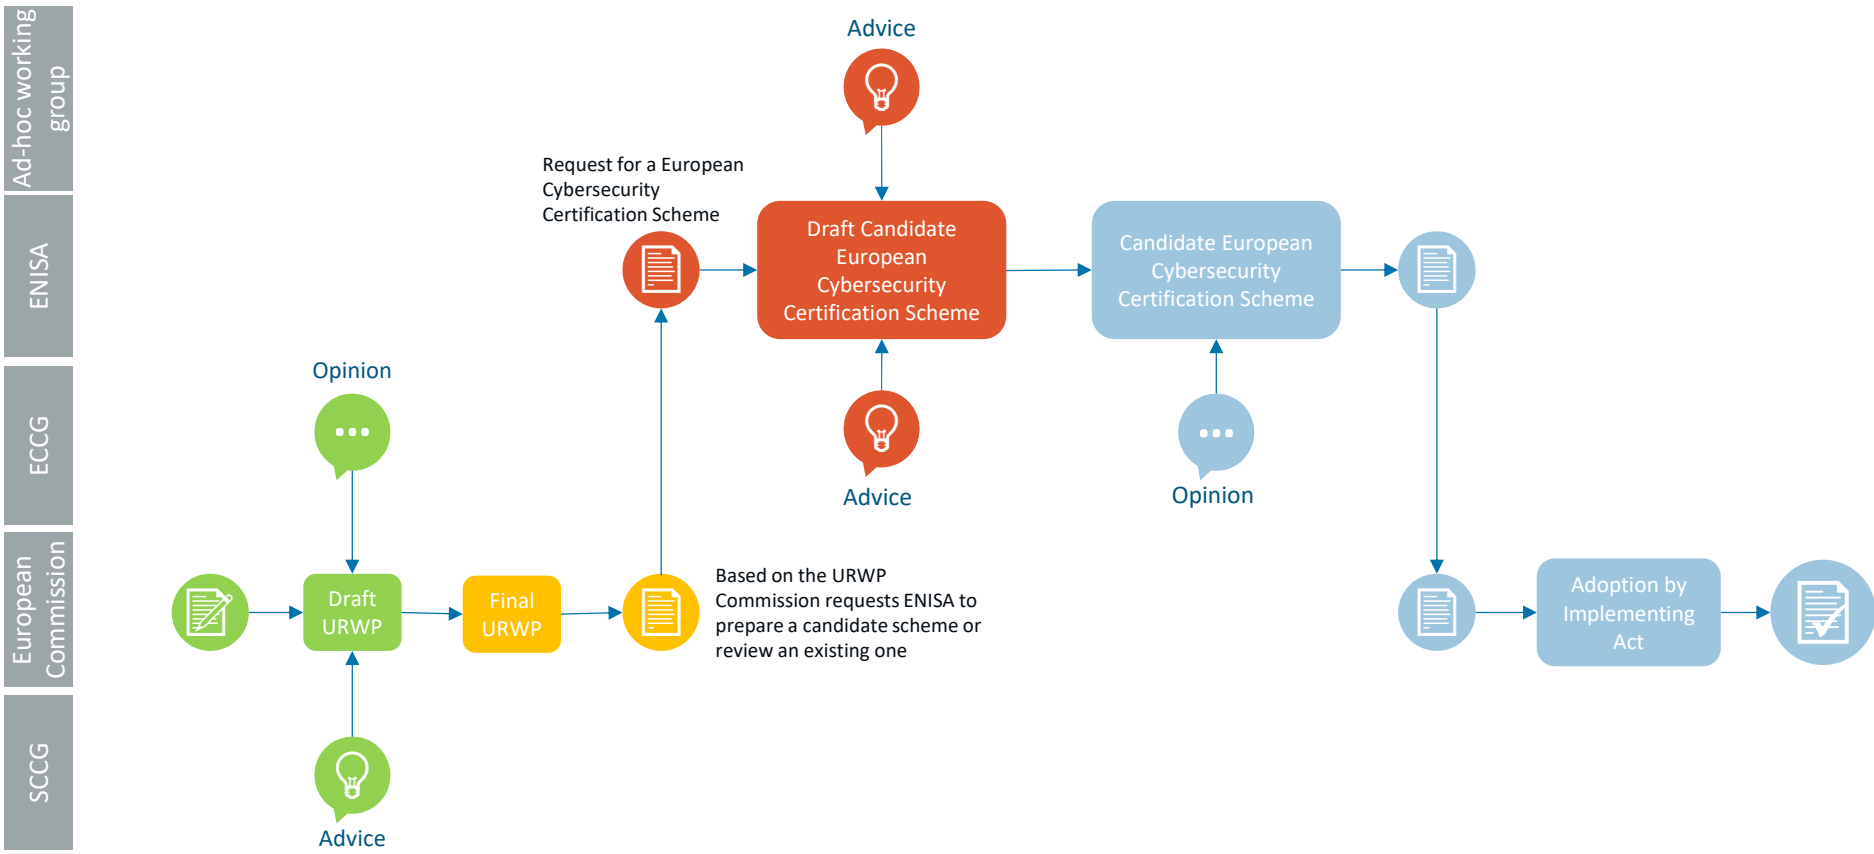 Ad-hoc working
group
ENISA
ECCG
European
Commission
SCCG
Advice
Request for a European
Cybersecurity
Certification Scheme
Draft Candidate
European
Cybersecurity
Certification Scheme
Candidate European
Cybersecurity
Certification Scheme
Opinion
Advice
Opinion
Draft
URWP
Final
URWP
Based on the URWP
Commission requests ENISA to
prepare a candidate scheme or
review an existing one
Adoption by
Implementing
Act
Advice